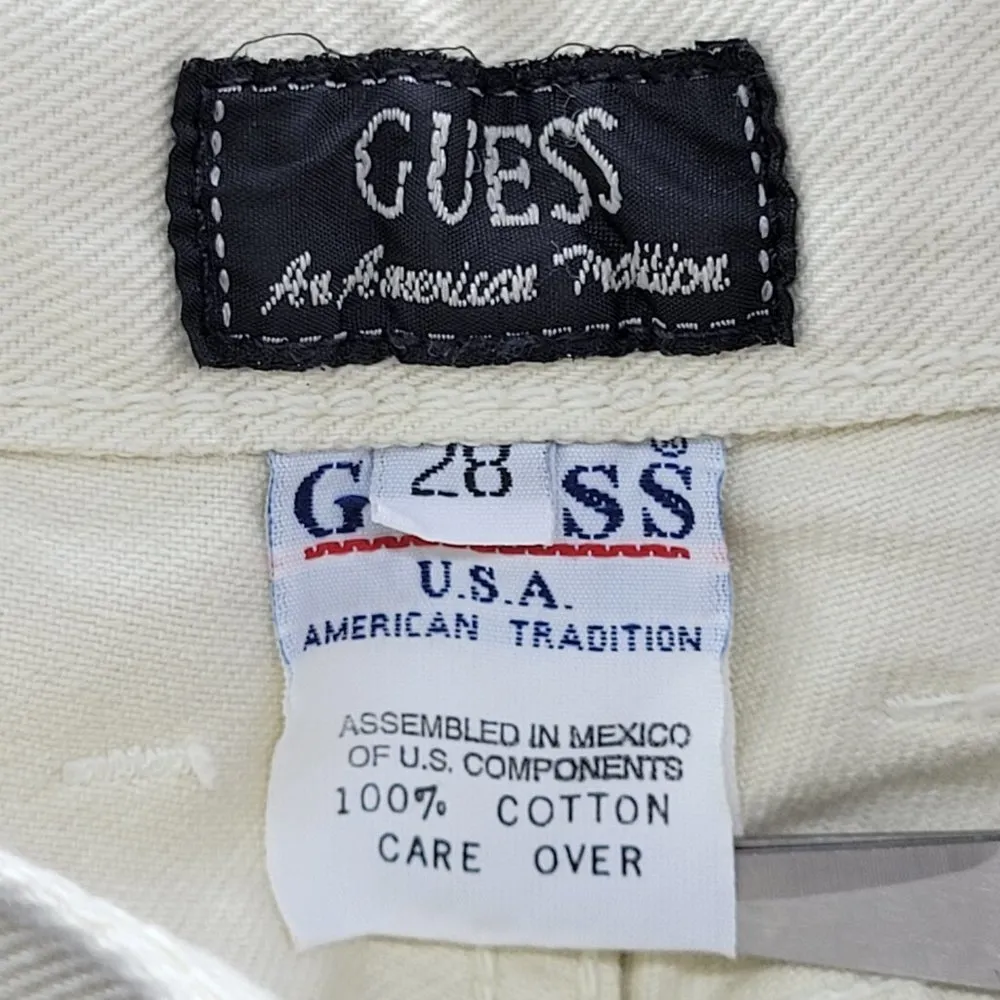 GUESS
An American Tradition
28
G SS®
U.S.A.
AMERICAN TRADITION
ASSEMBLED IN MEXICO
OF U.S. COMPONENTS
100% COTTON
CARE OVER